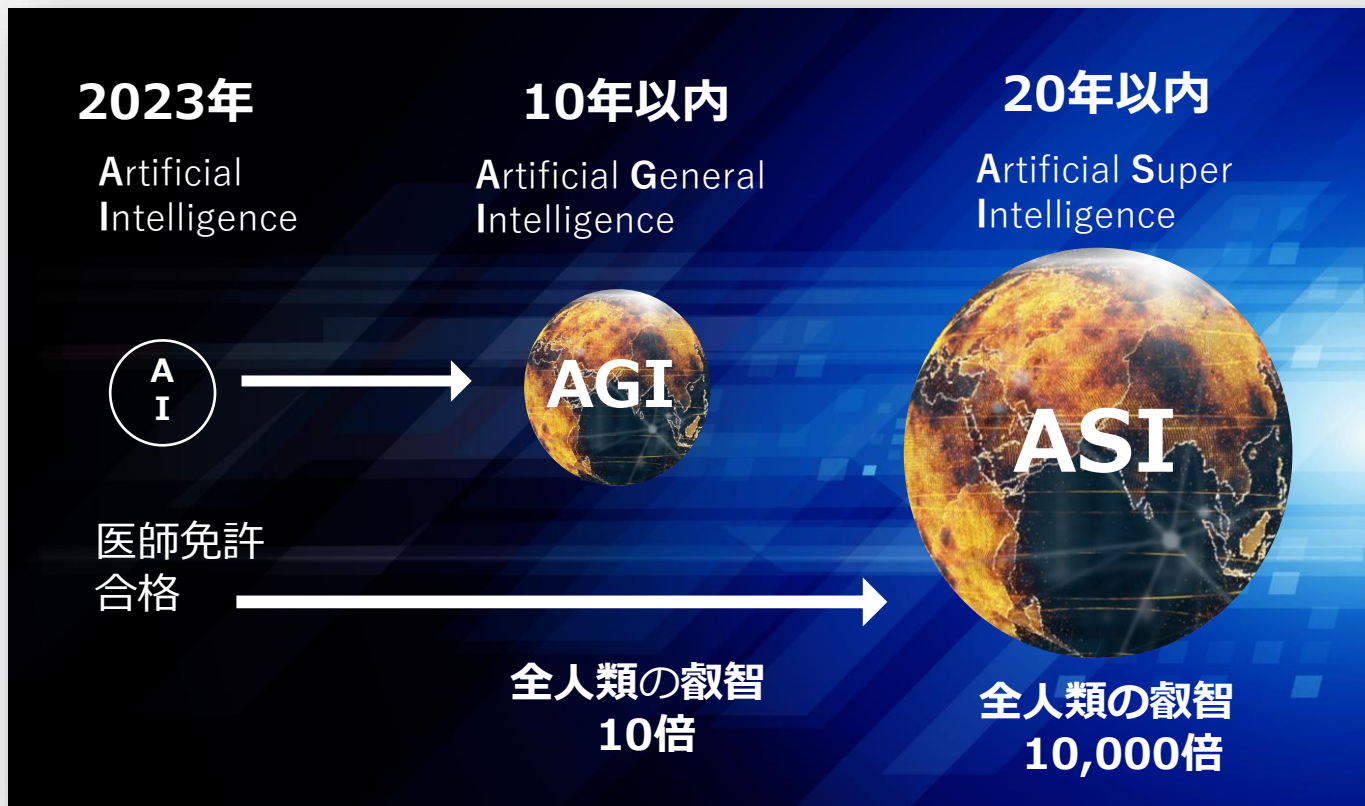 2023年
Artificial
Intelligence
A
I
医師免許
合格
10年以内
Artificial General
Intelligence
AGI
全人類の叡智
10倍
20年以内
Artificial Super
Intelligence
ASI
全人類の叡智
10,000倍